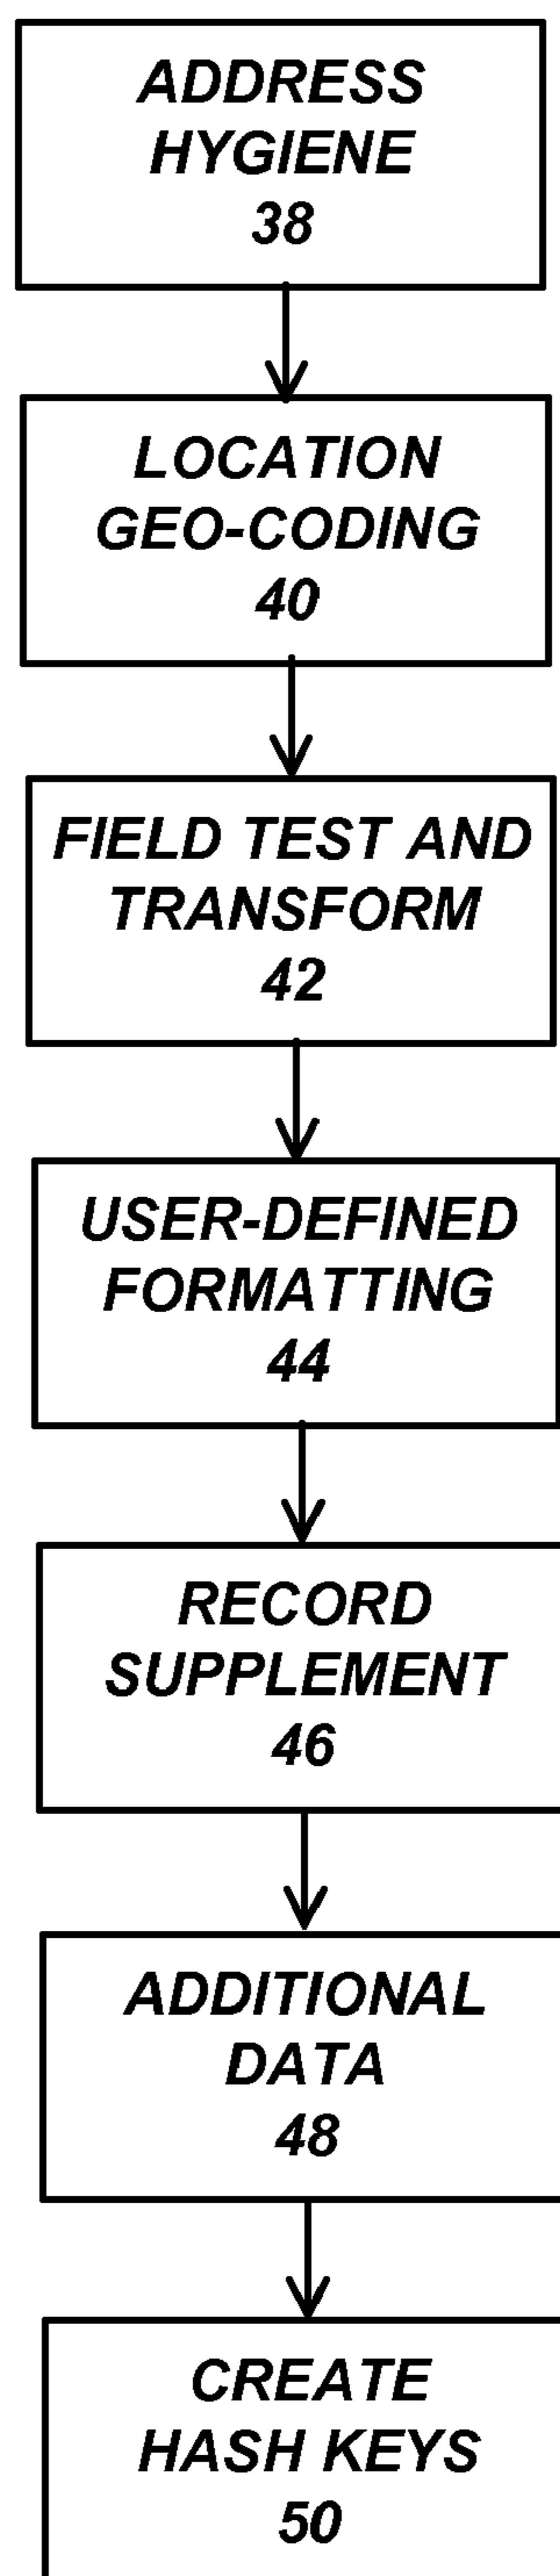 ADDRESS
HYGIENE
38
LOCATION
GEO-CODING
40
FIELD TEST AND
TRANSFORM
42
USER-DEFINED
FORMATTING
44
RECORD
SUPPLEMENT
46
ADDITIONAL
DATA
48
CREATE
HASH KEYS
50